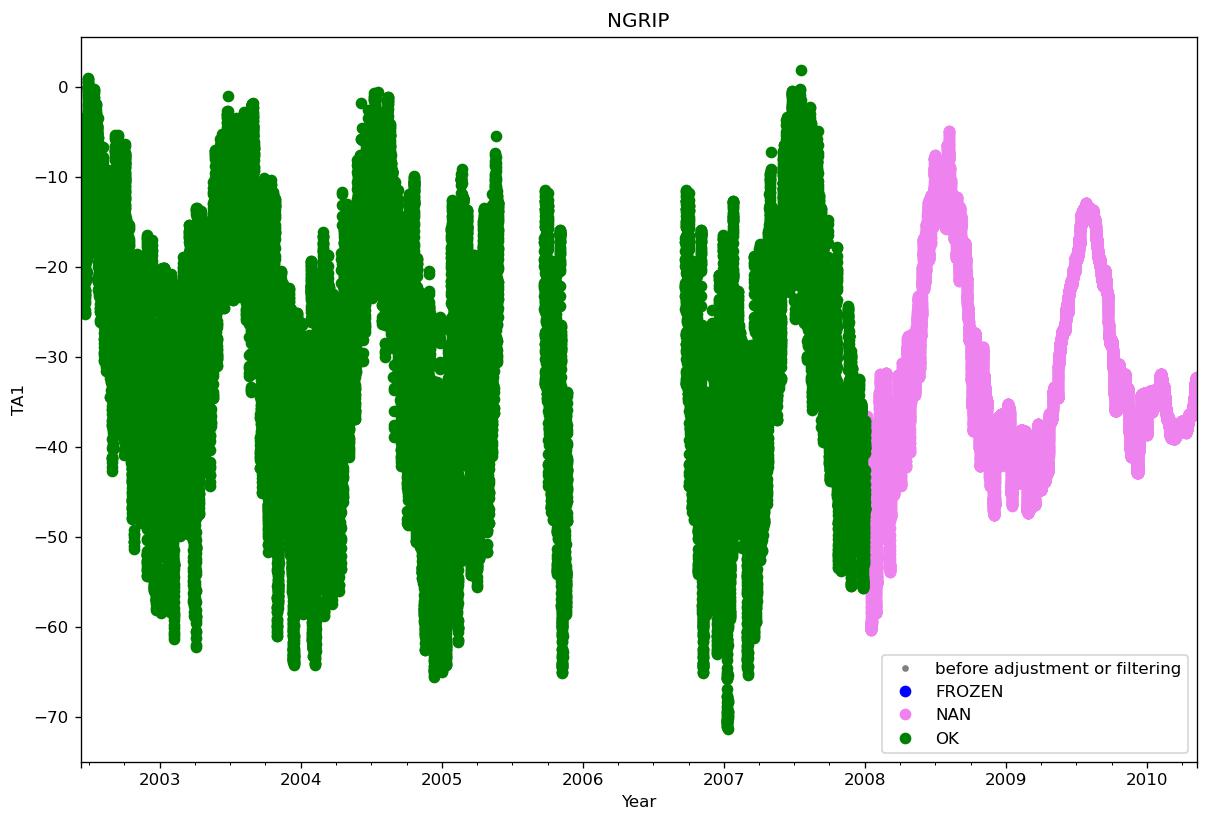 NGRIP
0
−10
−20
−30
−40
−50
−60
−70
TA1
before adjustment or filtering
FROZEN
NAN
OK
2003 2004 2005 2006 2007 2008 2009 2010
Year